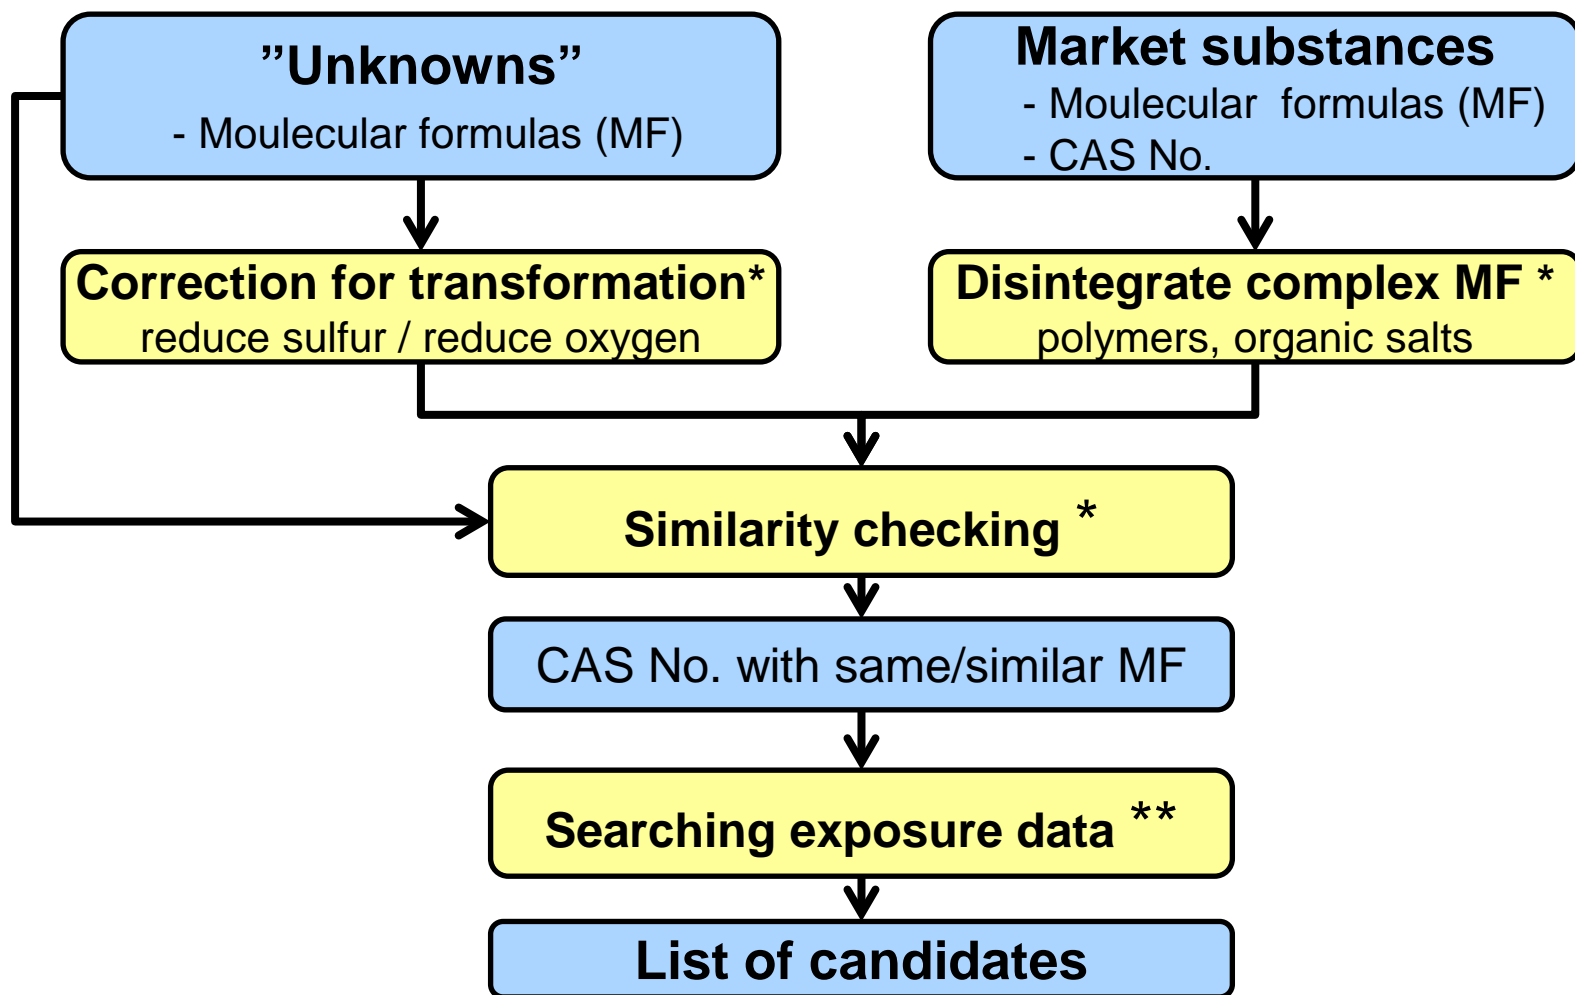 ”Unknowns”
- Moulecular formulas (MF)
Market substances
- Moulecular formulas (MF)
- CAS No.
Correction for transformation*
reduce sulfur / reduce oxygen
Disintegrate complex MF *
polymers, organic salts
Similarity checking *
CAS No. with same/similar MF
Searching exposure data **
List of candidates